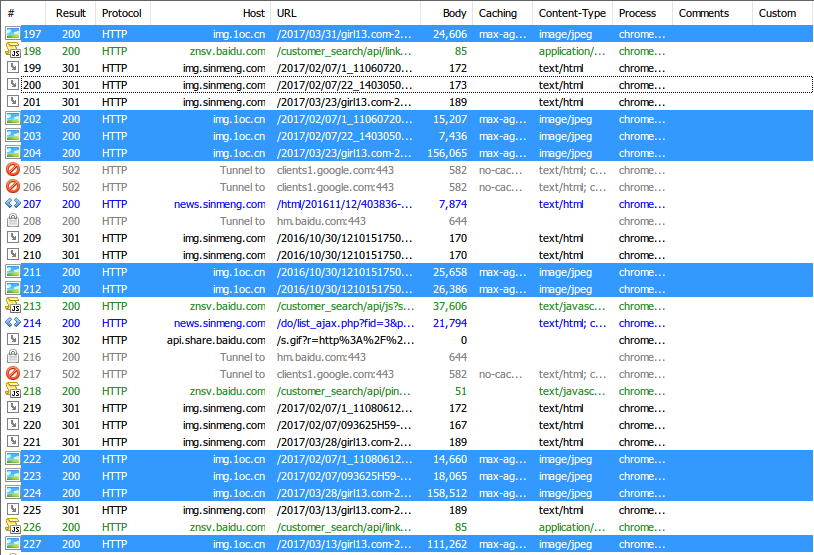 # Result Protocol Host URL Body Caching Content-Type Process Comments Custom
197 200 HTTP img.1oc.cn /2017/03/31/girl13.com-2... 24,606 max-ag... image/jpeg chrome...
198 200 HTTP znsv.baidu.com /customer_search/api/link... 85 application/... chrome...
199 301 HTTP img.sinmeng.com /2017/02/07/1_11060720... 172 text/html chrome...
200 301 HTTP img.sinmeng.com /2017/02/07/22_1403050... 173 text/html chrome...
201 301 HTTP img.sinmeng.com /2017/03/23/girl13.com-2... 189 text/html chrome...
202 200 HTTP img.1oc.cn /2017/02/07/1_11060720... 15,207 max-ag... image/jpeg chrome...
203 200 HTTP img.1oc.cn /2017/02/07/22_1403050... 7,436 max-ag... image/jpeg chrome...
204 200 HTTP img.1oc.cn /2017/03/23/girl13.com-2... 156,065 max-ag... image/jpeg chrome...
205 502 HTTP Tunnel to clients1.google.com:443 582 no-cac... text/html; c... chrome...
206 502 HTTP Tunnel to clients1.google.com:443 582 no-cac... text/html; c... chrome...
207 200 HTTP news.sinmeng.com /html/201611/12/403836-... 7,874 text/html chrome...
208 200 HTTP Tunnel to hm.baidu.com:443 644 chrome...
209 301 HTTP img.sinmeng.com /2016/10/30/1210151750... 170 text/html chrome...
210 301 HTTP img.sinmeng.com /2016/10/30/1210151750... 170 text/html chrome...
211 200 HTTP img.1oc.cn /2016/10/30/1210151750... 25,658 max-ag... image/jpeg chrome...
212 200 HTTP img.1oc.cn /2016/10/30/1210151750... 26,386 max-ag... image/jpeg chrome...
213 200 HTTP znsv.baidu.com /customer_search/api/js?s... 37,606 text/javasc... chrome...
214 200 HTTP news.sinmeng.com /do/list_ajax.php?fid=3&p... 21,794 text/html; c... chrome...
215 302 HTTP api.share.baidu.com /s.gif?r=http%3A%2F%2... 0 chrome...
216 200 HTTP Tunnel to hm.baidu.com:443 644 chrome...
217 502 HTTP Tunnel to clients1.google.com:443 582 no-cac... text/html; c... chrome...
218 200 HTTP znsv.baidu.com /customer_search/api/pin... 51 text/javasc... chrome...
219 301 HTTP img.sinmeng.com /2017/02/07/1_11080612... 172 text/html chrome...
220 301 HTTP img.sinmeng.com /2017/02/07/093625H59-... 167 text/html chrome...
221 301 HTTP img.sinmeng.com /2017/03/28/girl13.com-2... 189 text/html chrome...
222 200 HTTP img.1oc.cn /2017/02/07/1_11080612... 14,660 max-ag... image/jpeg chrome...
223 200 HTTP img.1oc.cn /2017/02/07/093625H59-... 18,065 max-ag... image/jpeg chrome...
224 200 HTTP img.1oc.cn /2017/03/28/girl13.com-2... 158,512 max-ag... image/jpeg chrome...
225 301 HTTP img.sinmeng.com /2017/03/13/girl13.com-2... 189 text/html chrome...
226 200 HTTP znsv.baidu.com /customer_search/api/link... 85 application/... chrome...
227 200 HTTP img.1oc.cn /2017/03/13/girl13.com-2... 111,262 max-ag... image/jpeg chrome...